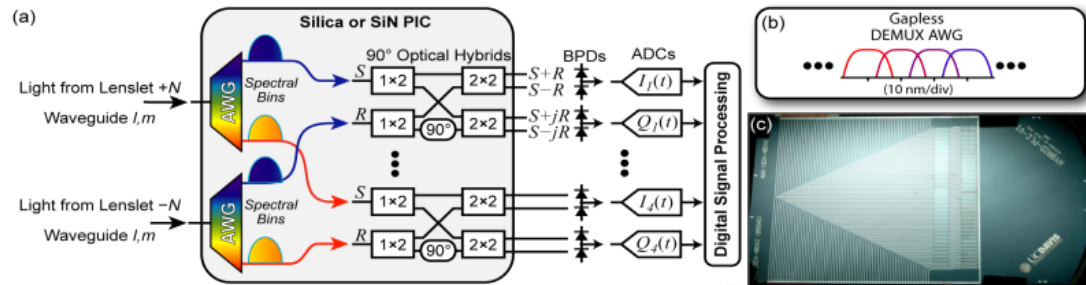 (a)
Silica or SiN PIC
90° Optical Hybrids
BPDs
ADCs
Light from Lenslet +N
Waveguide l,m
AWG
Spectral
Bins
S
1×2
2×2
S+R
S−R
I1(t)
R
1×2
90°
2×2
S+jR
S−jR
Q1(t)
Light from Lenslet −N
Waveguide l,m
AWG
Spectral
Bins
S
1×2
2×2
I4(t)
R
1×2
90°
2×2
Q4(t)
Digital Signal Processing
(b)
Gapless
DEMUX AWG
(10 nm/div)
(c)
UCDAVIS